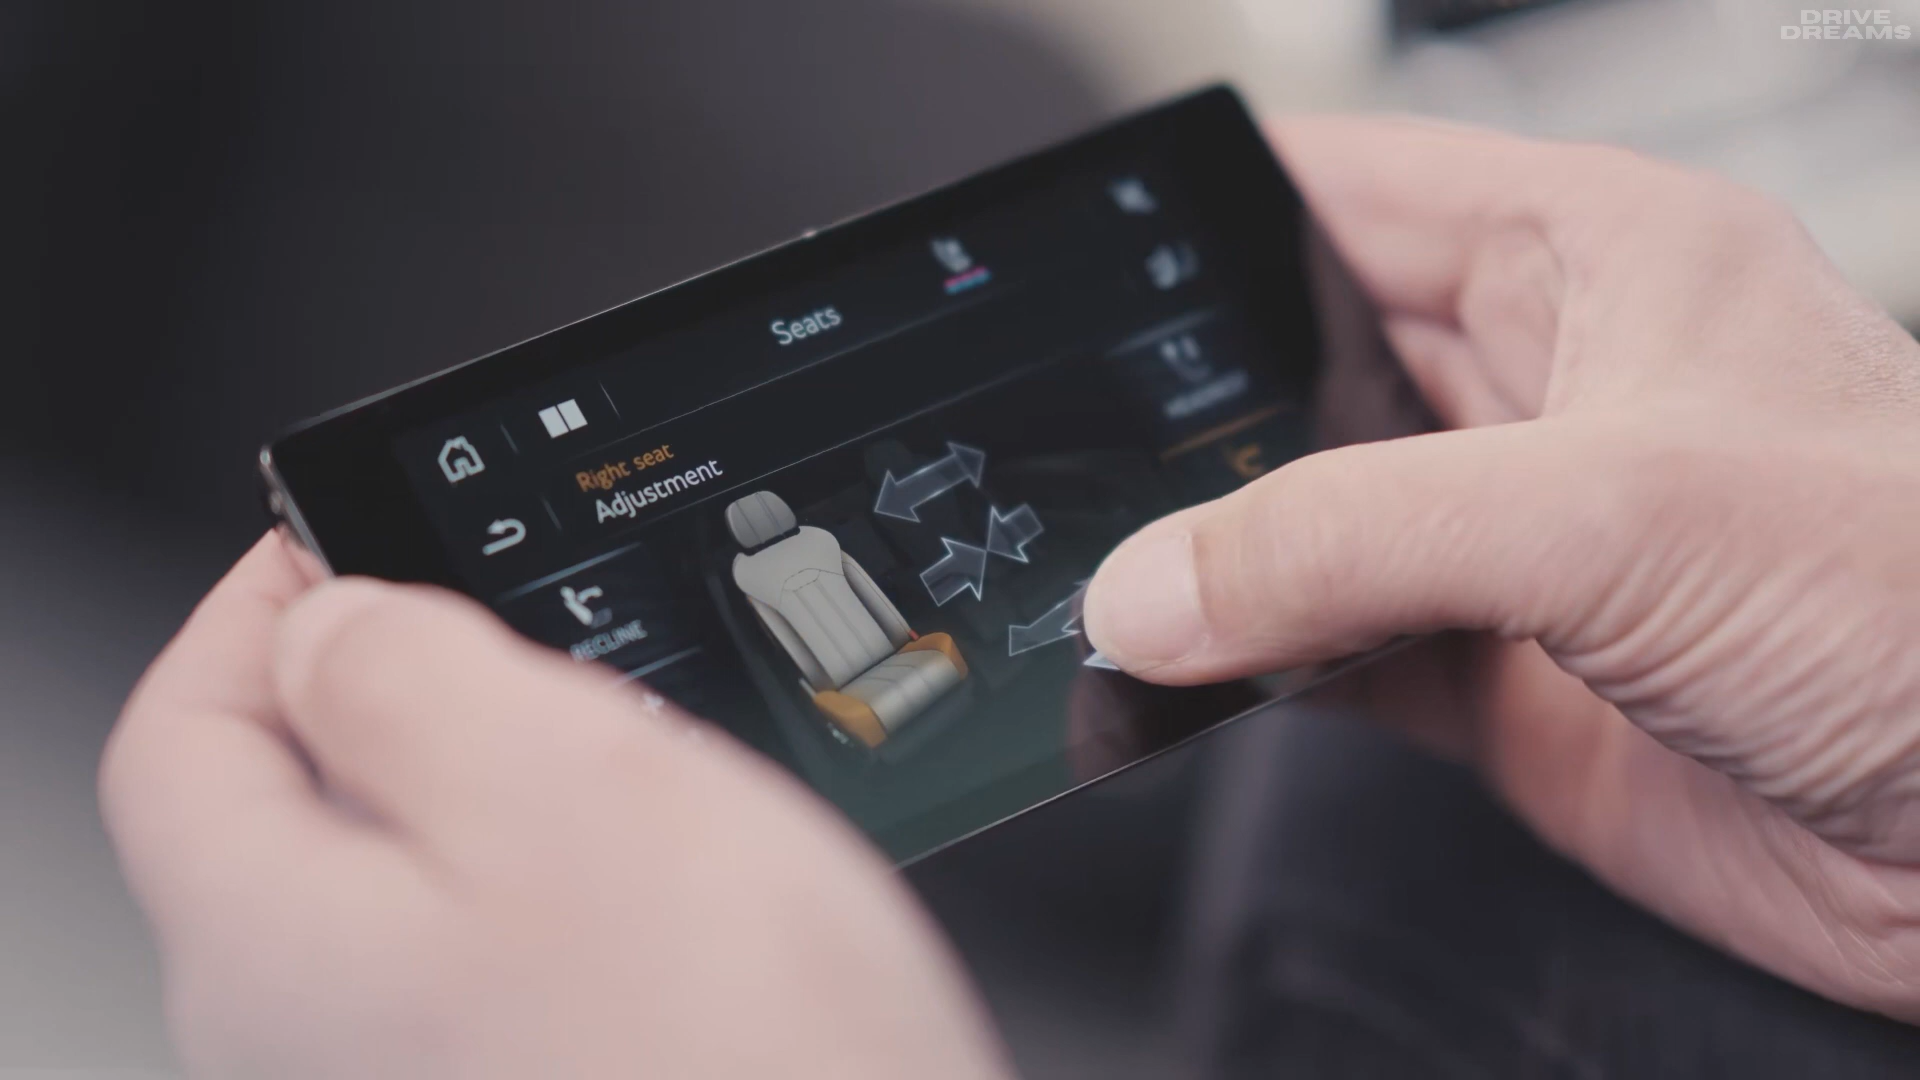 DRIVE
DREAMS
Seats
Right seat
Adjustment
RECLINE